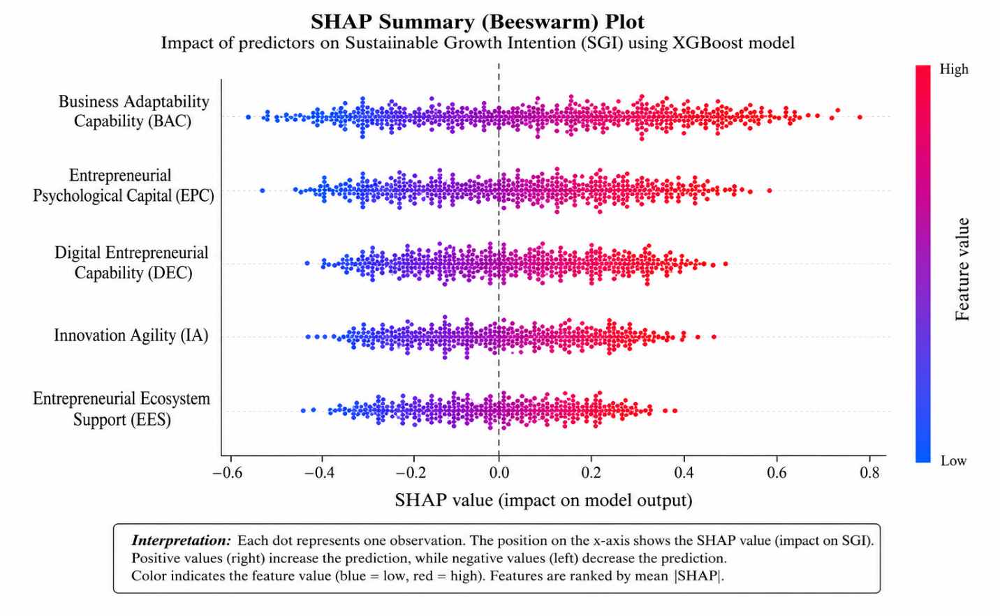 SHAP Summary (Beeswarm) Plot
Impact of predictors on Sustaiinable Growth Intention (SGI) using XGBoost model
Business Adaptability
Capability (BAC)
Entrepreneurial
Psychological Capital (EPC)
Digital Entrepreneurial
Capability (DEC)
Innovation Agility (IA)
Entrepreneurial Ecosystem
Support (EES)
−0.6
−0.4
−0.2
0.0
0.2
0.4
0.6
0.8
SHAP value (impact on model output)
High
Feature value
Low
Interpretation: Each dot represents one observation. The position on the x-axis shows the SHAP value (impact on SGI).
Positive values (right) increase the prediction, while negative values (left) decrease the prediction.
Color indicates the feature value (blue = low, red = high). Features are ranked by mean |SHAP|.